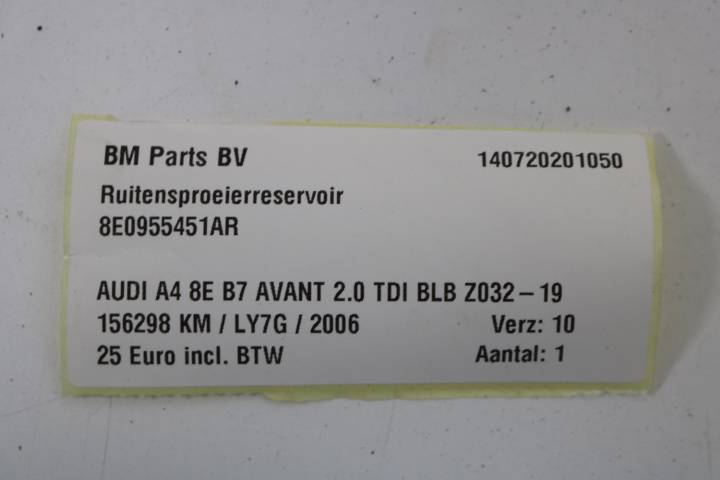 BM Parts BV 140720201050
Ruitensproeierreservoir
8E0955451AR
AUDI A4 8E B7 AVANT 2.0 TDI BLB Z032-19
156298 KM / LY7G / 2006 Verz: 10
25 Euro incl. BTW Aantal: 1